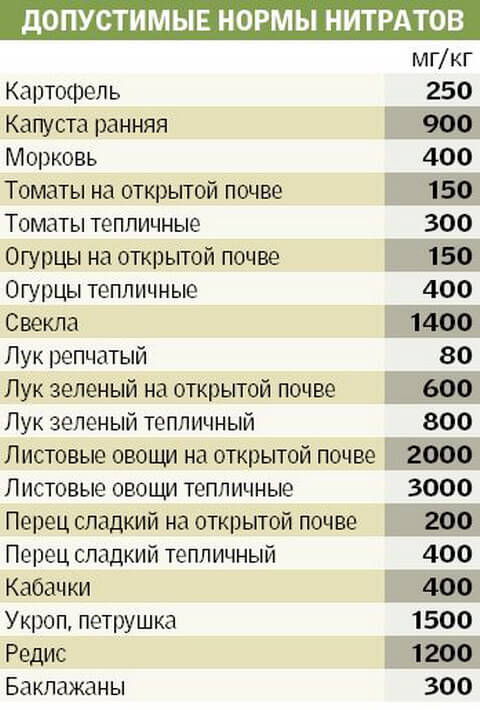 ДОПУСТИМЫЕ НОРМЫ НИТРАТОВ
мг/кг
Картофель 250
Капуста ранняя 900
Морковь 400
Томаты на открытой почве 150
Томаты тепличные 300
Огурцы на открытой почве 150
Огурцы тепличные 400
Свекла 1400
Лук репчатый 80
Лук зеленый на открытой почве 600
Лук зеленый тепличный 800
Листовые овощи на открытой почве 2000
Листовые овощи тепличные 3000
Перец сладкий на открытой почве 200
Перец сладкий тепличный 400
Кабачки 400
Укроп, петрушка 1500
Редис 1200
Баклажаны 300